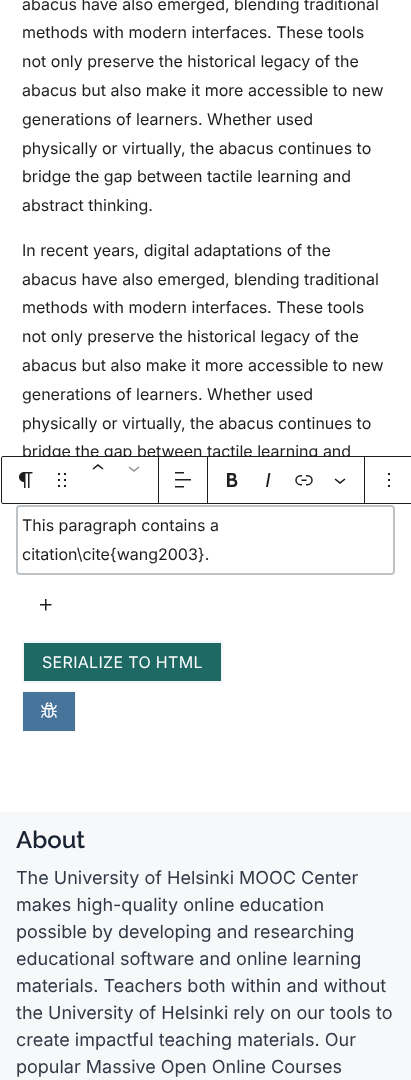 abacus have also emerged, blending traditional
methods with modern interfaces. These tools
not only preserve the historical legacy of the
abacus but also make it more accessible to new
generations of learners. Whether used
physically or virtually, the abacus continues to
bridge the gap between tactile learning and
abstract thinking.
In recent years, digital adaptations of the
abacus have also emerged, blending traditional
methods with modern interfaces. These tools
not only preserve the historical legacy of the
abacus but also make it more accessible to new
generations of learners. Whether used
physically or virtually, the abacus continues to
bridge the gap between tactile learning and
B I
This paragraph contains a
citation\cite{wang2003}.
SERIALIZE TO HTML
About
The University of Helsinki MOOC Center
makes high-quality online education
possible by developing and researching
educational software and online learning
materials. Teachers both within and without
the University of Helsinki rely on our tools to
create impactful teaching materials. Our
popular Massive Open Online Courses